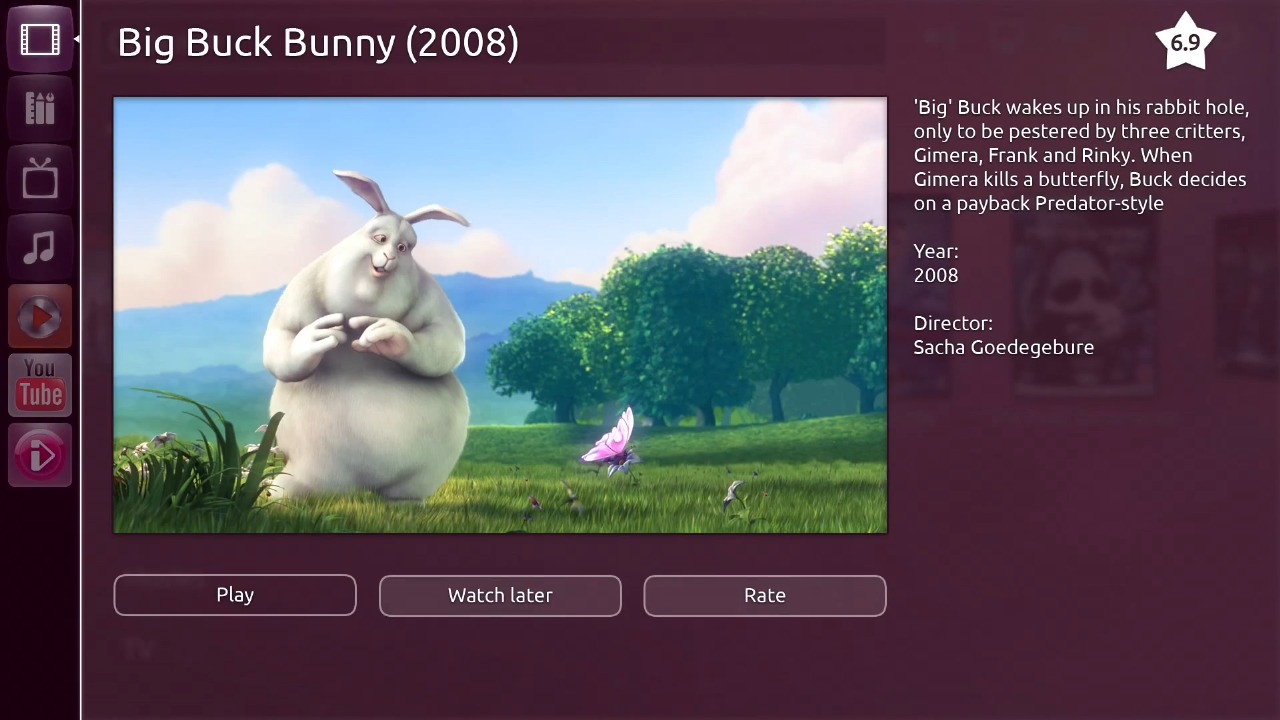 Big Buck Bunny (2008)
6.9
'Big' Buck wakes up in his rabbit hole,
only to be pestered by three critters,
Gimera, Frank and Rinky. When
Gimera kills a butterfly, Buck decides
on a payback Predator-style
Year:
2008
Director:
Sacha Goedegebure
You
Tube
Play
Watch later
Rate
TV